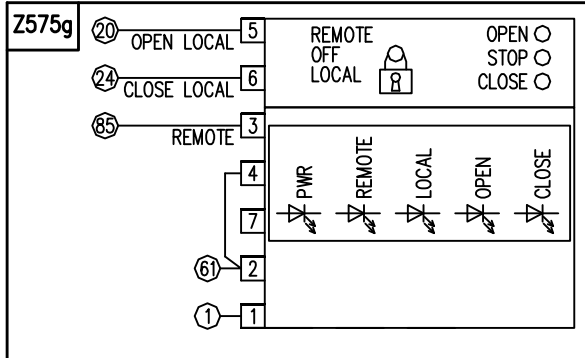 Z575g
20 OPEN LOCAL 5
24 CLOSE LOCAL 6
85 REMOTE 3
4
7
61 2
1 1
REMOTE
OFF
LOCAL
OPEN
STOP
CLOSE
PWR
REMOTE
LOCAL
OPEN
CLOSE